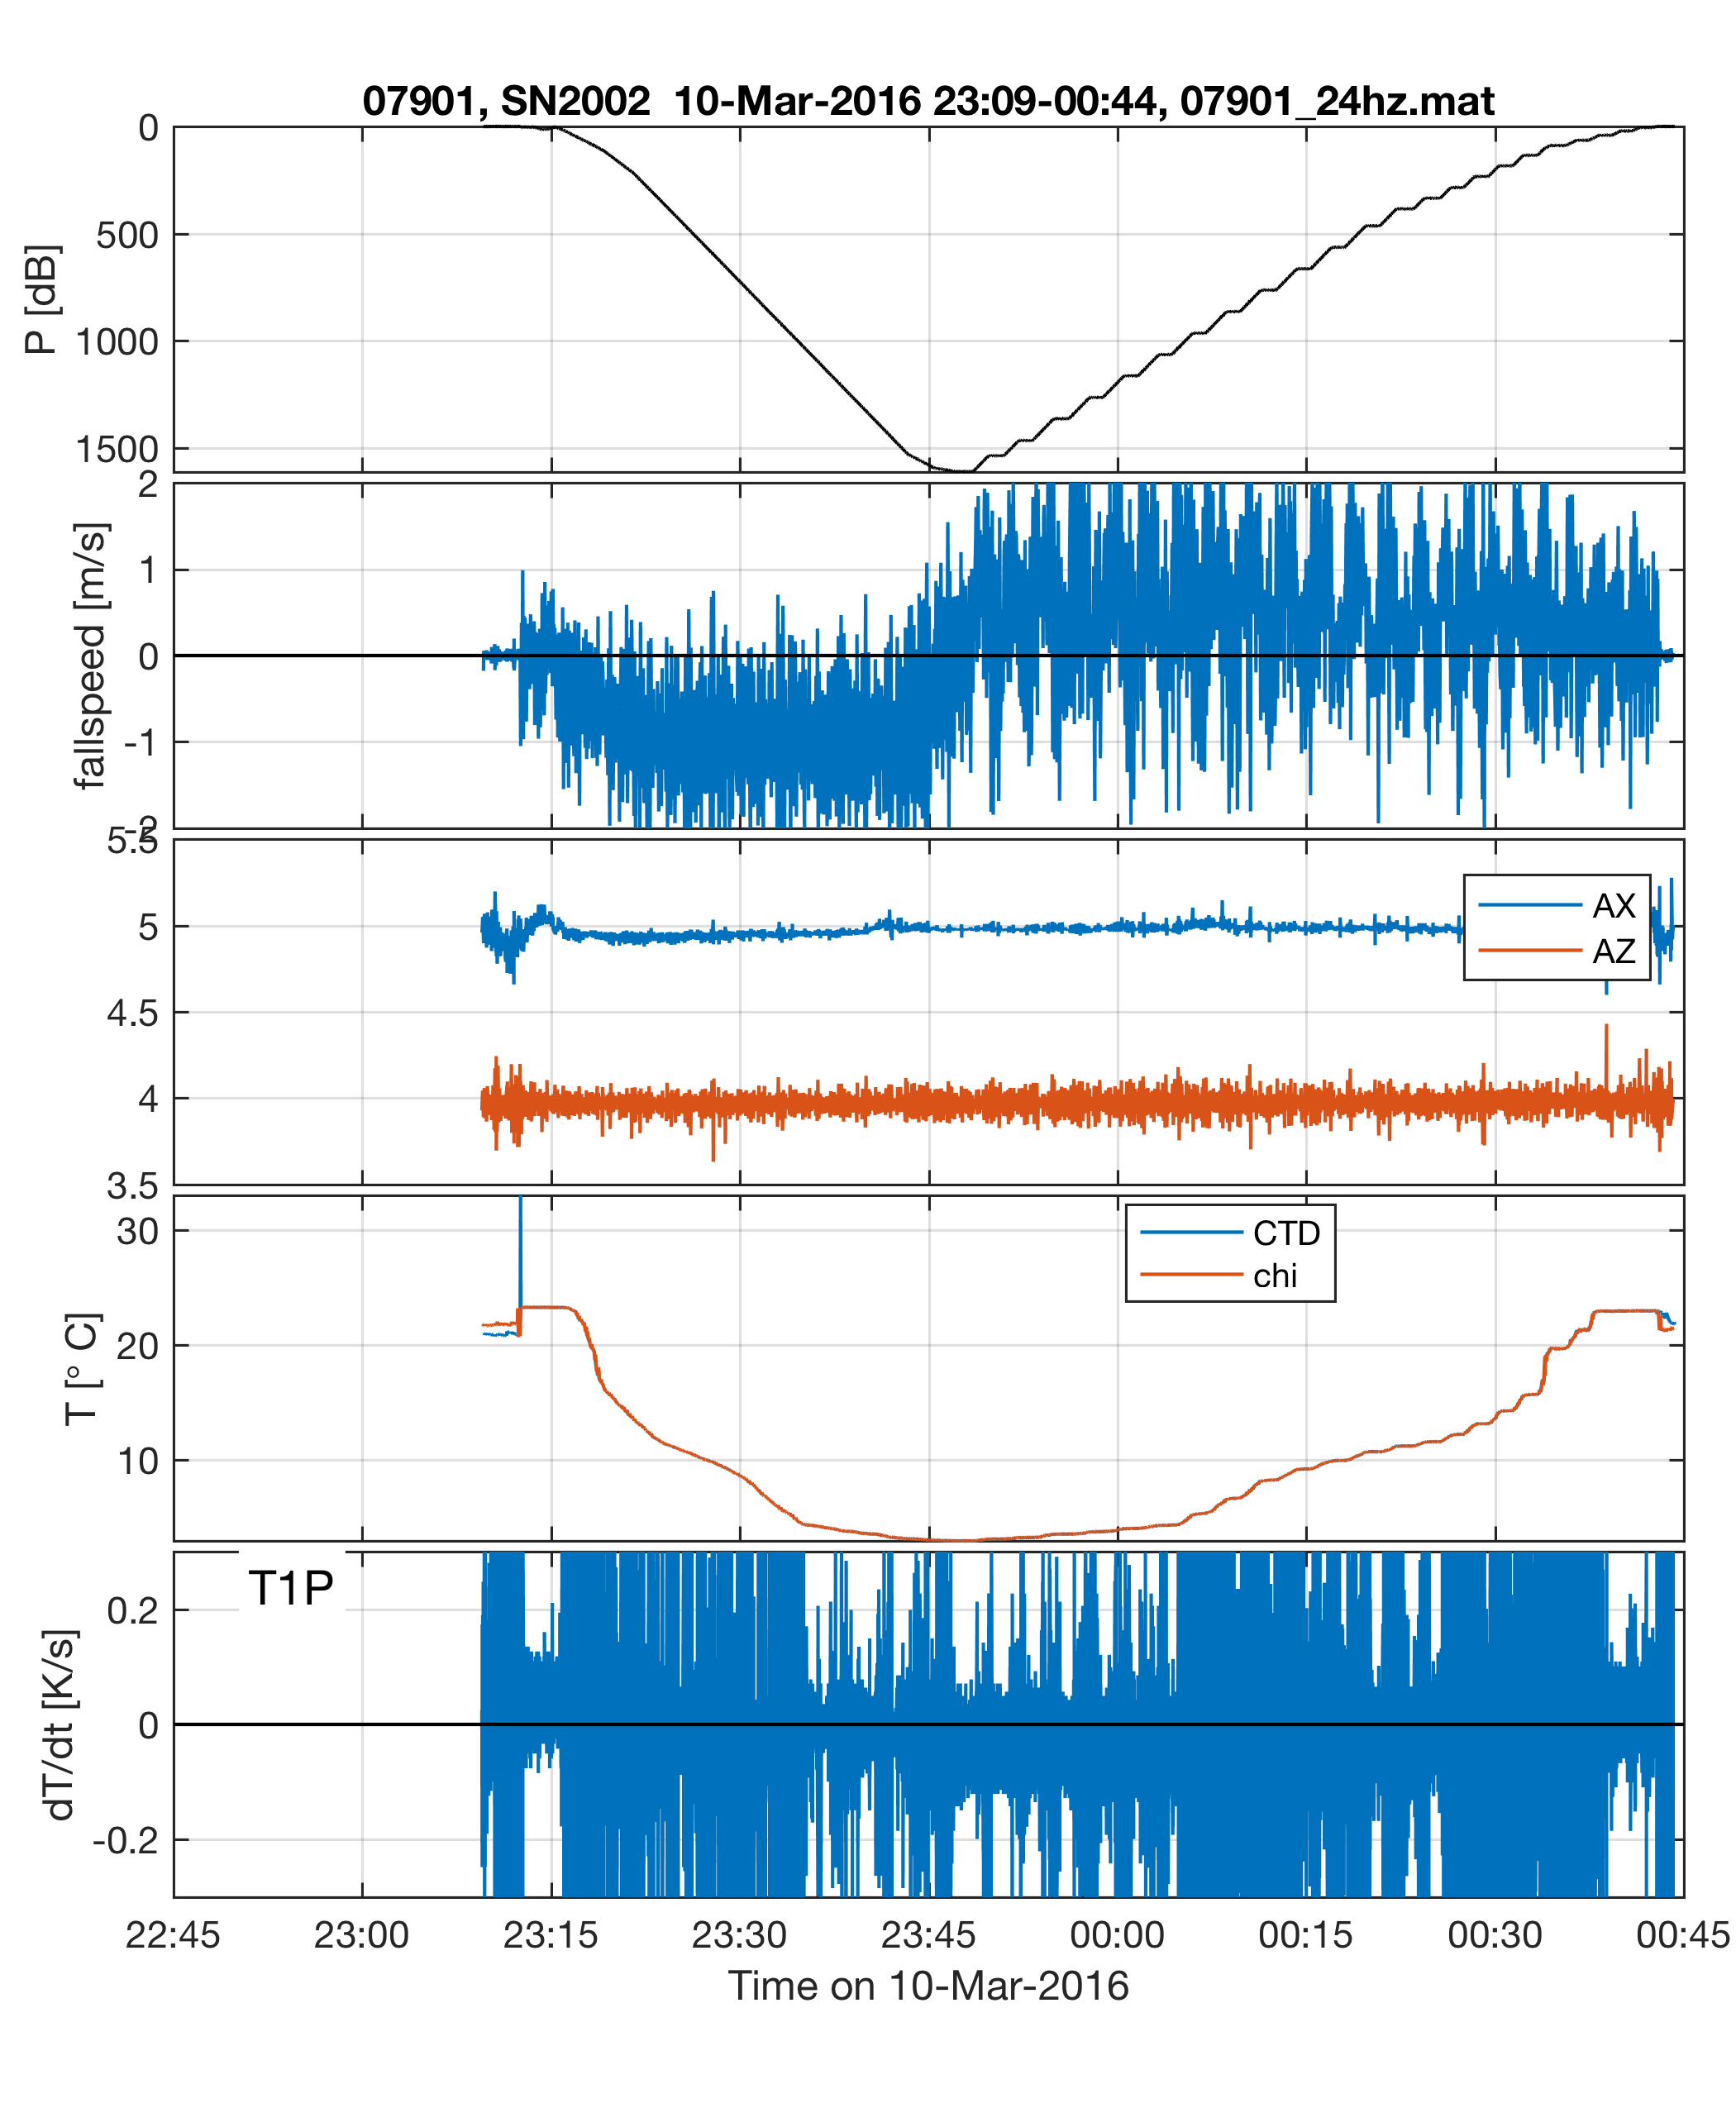 07901, SN2002  10-Mar-2016 23:09-00:44, 07901_24hz.mat
0
500
1000
1500
P [dB]
2
1
0
-1
-2
fallspeed [m/s]
5.5
5
4.5
4
3.5
AX
AZ
30
20
10
T [° C]
CTD
chi
T1P
0.2
0
-0.2
dT/dt [K/s]
22:45 23:00 23:15 23:30 23:45 00:00 00:15 00:30 00:45
Time on 10-Mar-2016